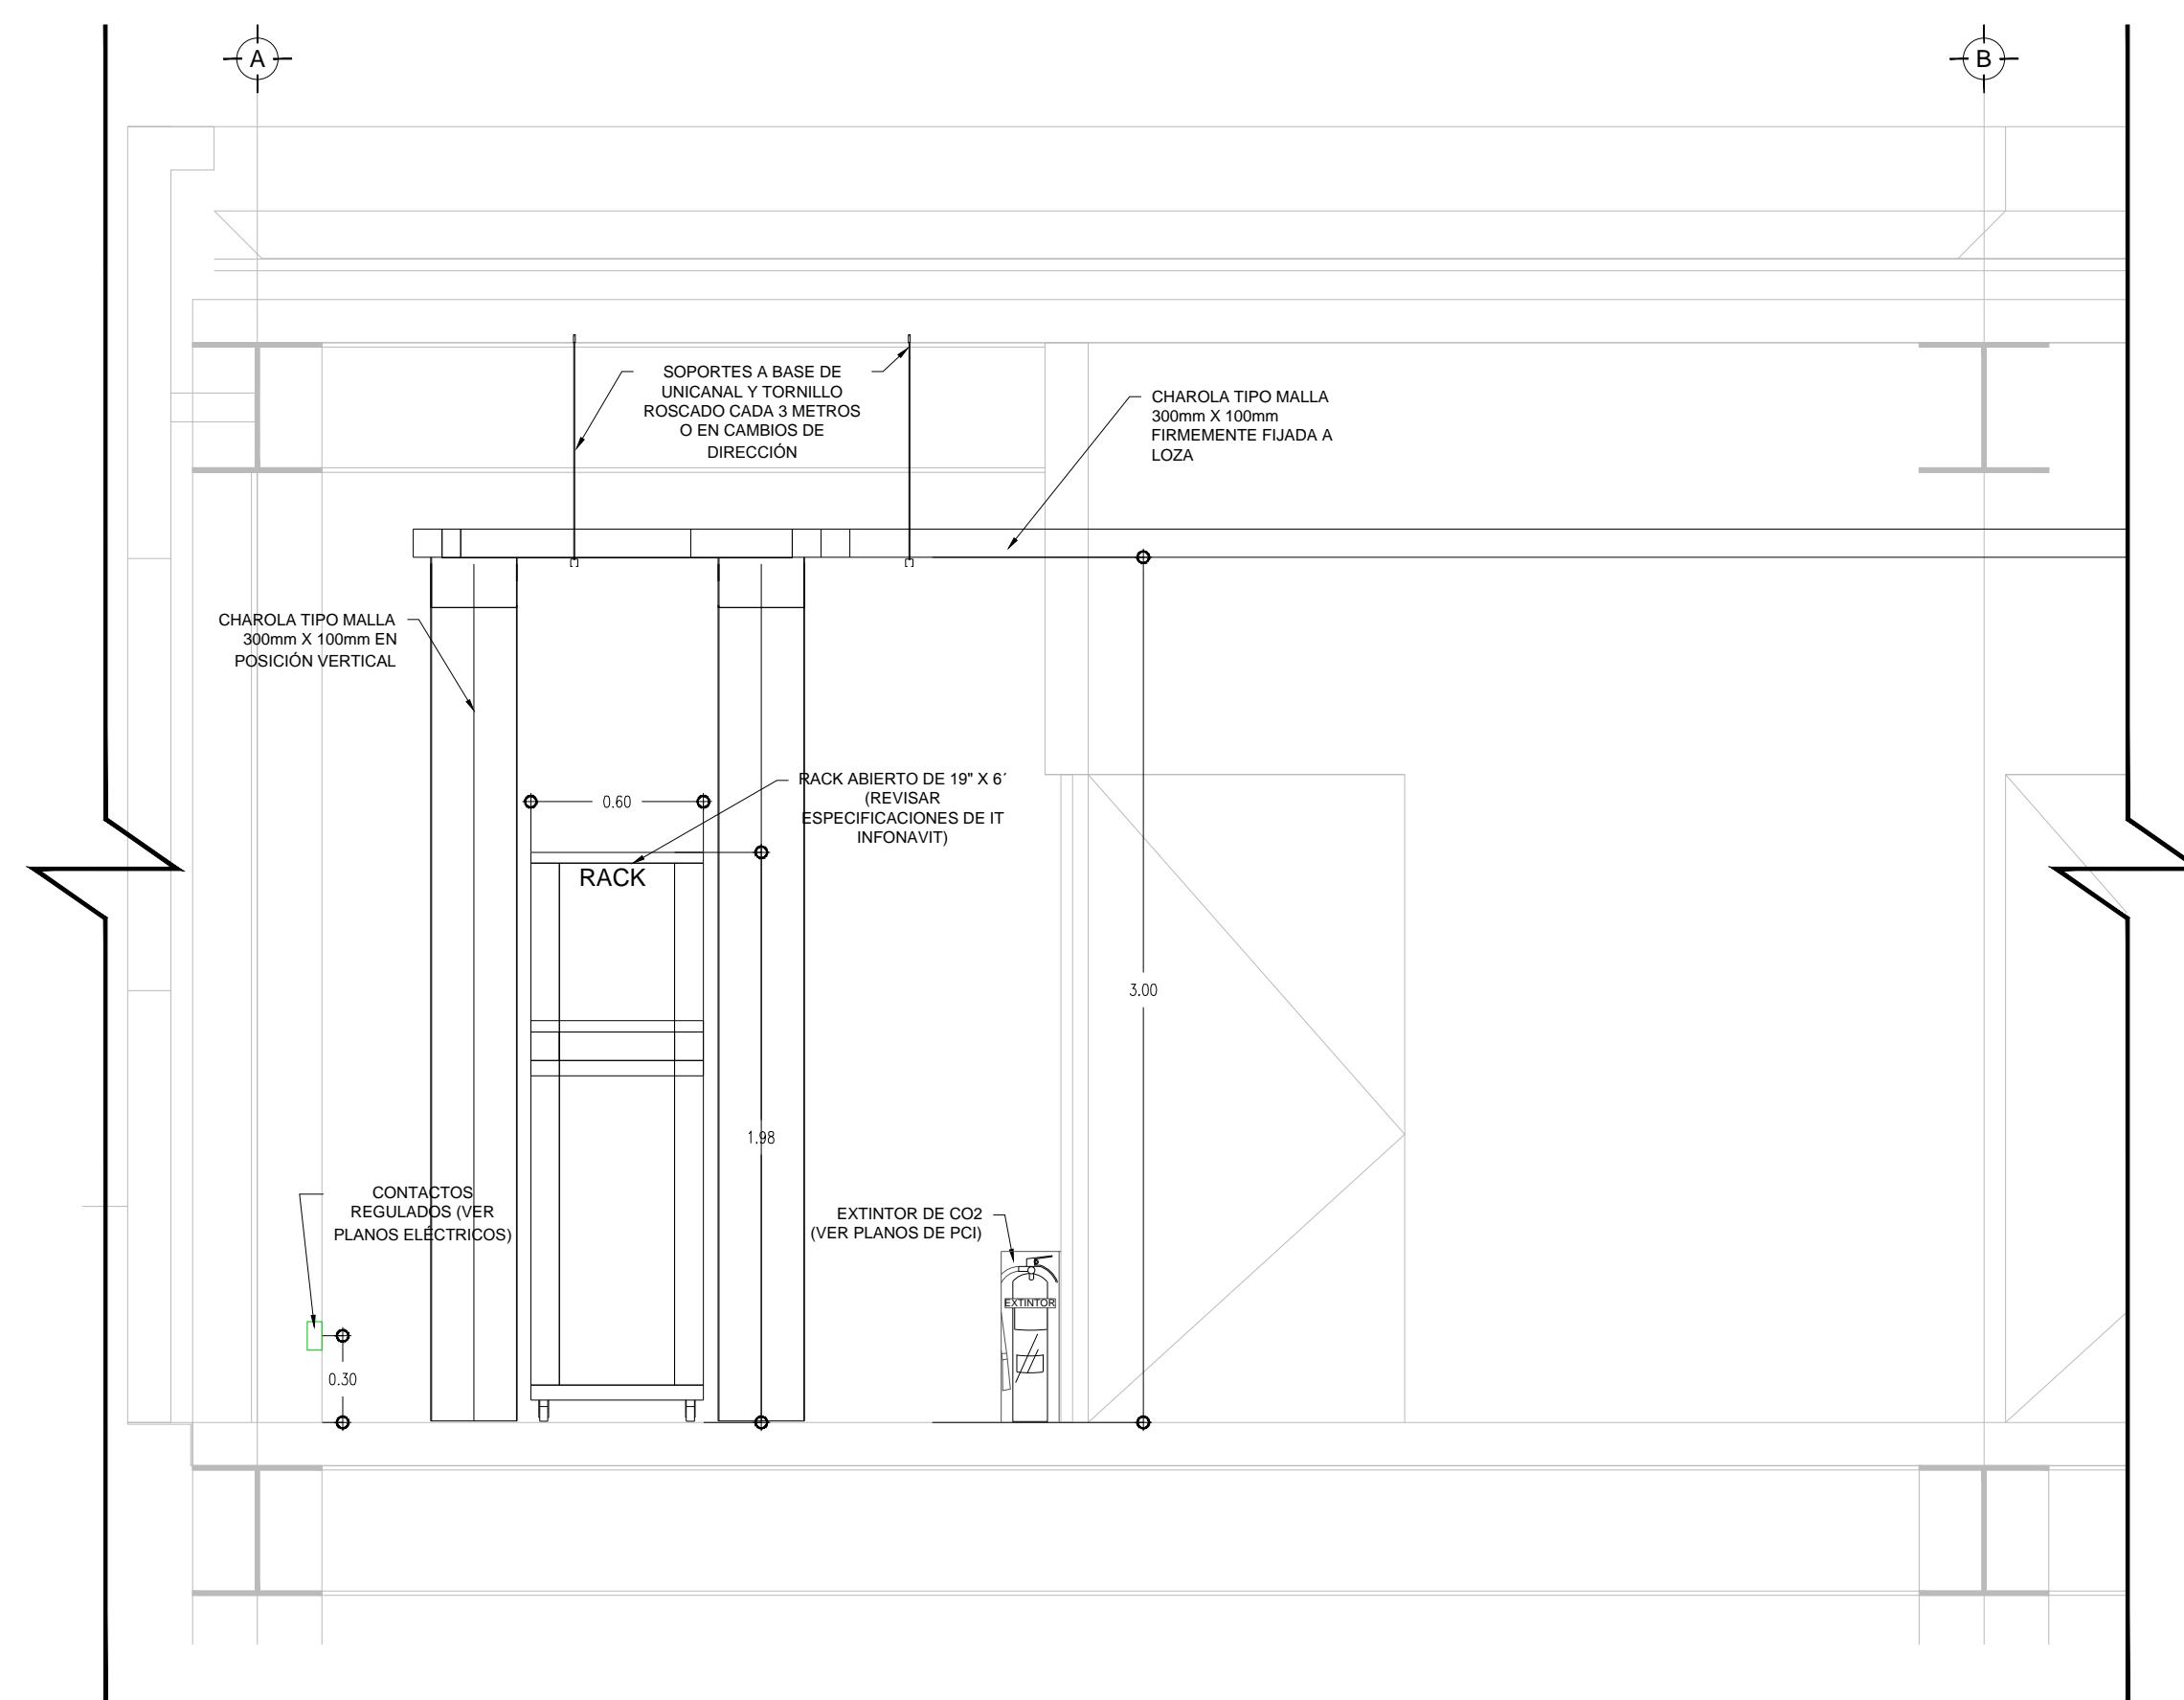 A
B
SOPORTES A BASE DE
UNICANAL Y TORNILLO
ROSCADO CADA 3 METROS
O EN CAMBIOS DE
DIRECCIÓN
CHAROLA TIPO MALLA
300mm X 100mm
FIRMEMENTE FIJADA A
LOZA
CHAROLA TIPO MALLA
300mm X 100mm EN
POSICIÓN VERTICAL
RACK ABIERTO DE 19" X 6´
(REVISAR
ESPECIFICACIONES DE IT
INFONAVIT)
0.60
RACK
3.00
1.98
CONTACTOS
REGULADOS (VER
PLANOS ELÉCTRICOS)
EXTINTOR DE CO2
(VER PLANOS DE PCI)
EXTINTOR
0.30